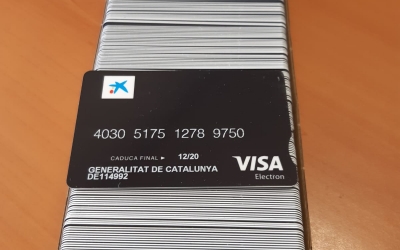 4030 5175 1278 9750
CADUCA FINAL ► 12/20
GENERALITAT DE CATALUNYA
DE114992
VISA
Electron